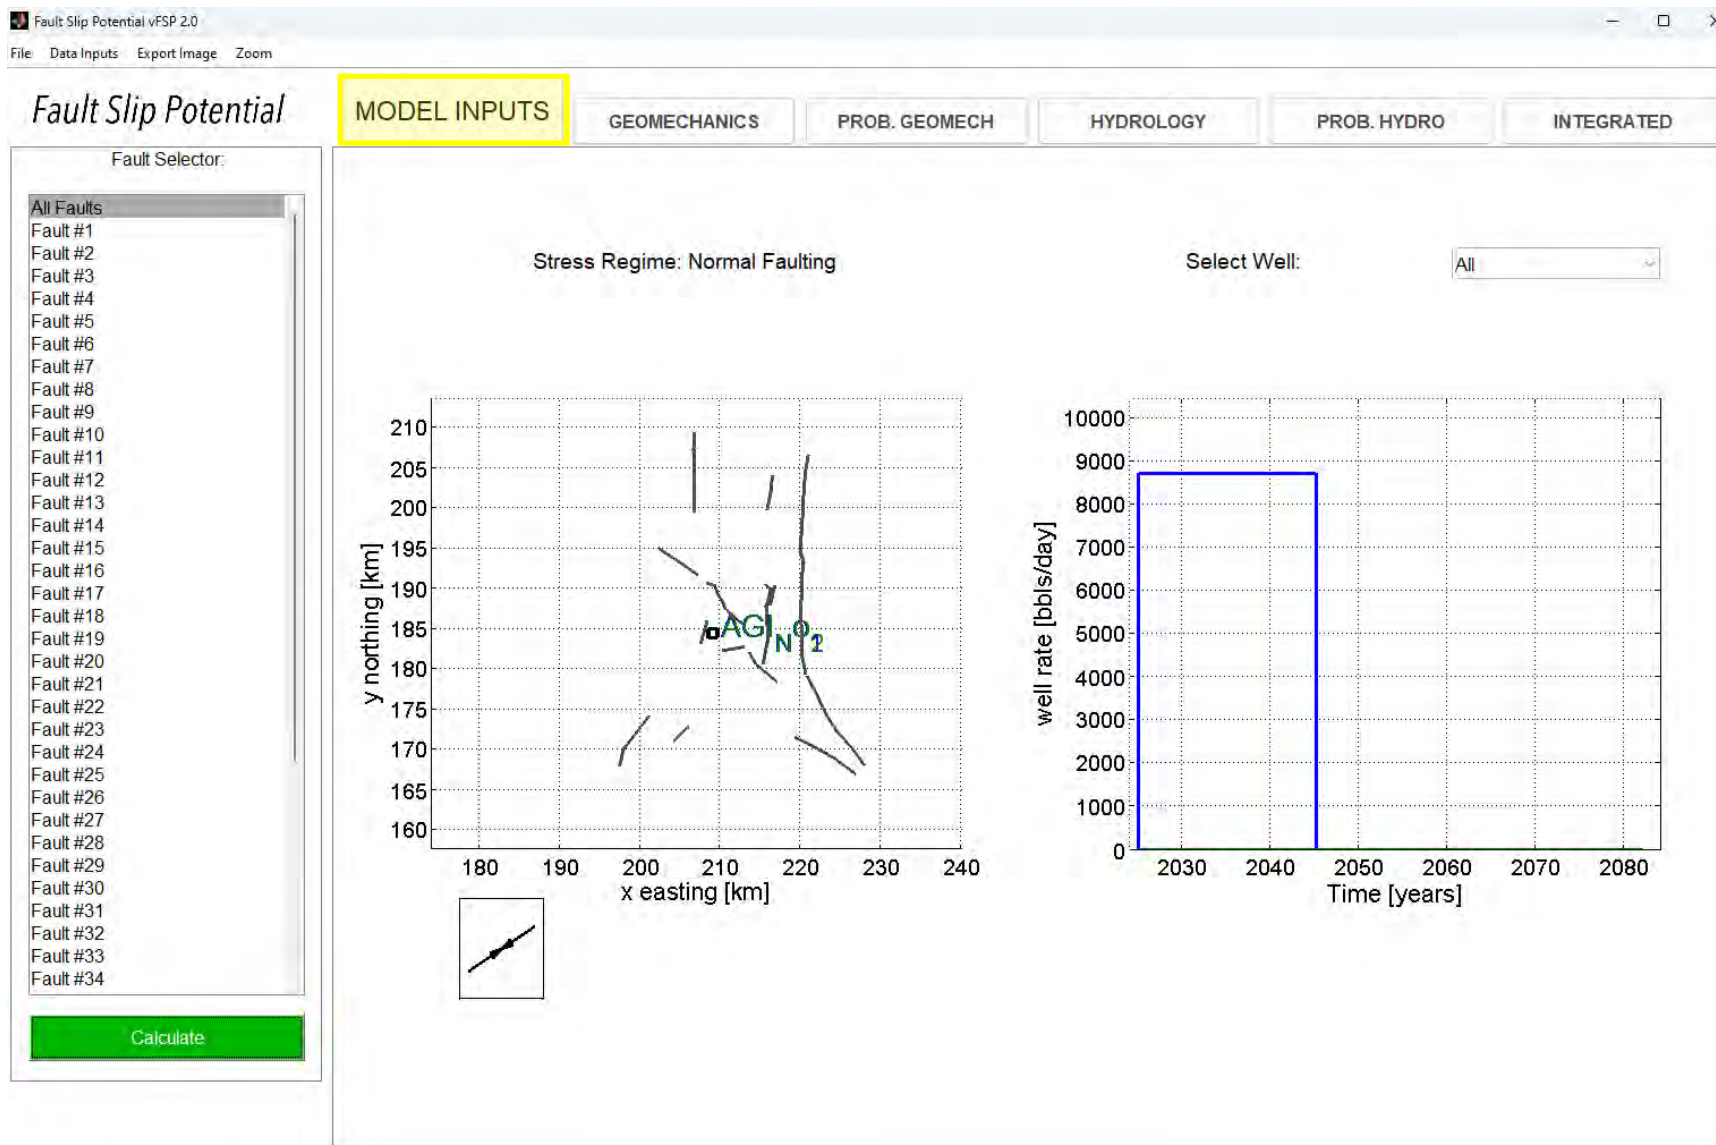 Fault Slip Potential vFSP 2.0
File Data Inputs Export Image Zoom
Fault Slip Potential
MODEL INPUTS
GEOMECHANICS
PROB. GEOMECH
HYDROLOGY
PROB. HYDRO
INTEGRATED
Fault Selector:
All Faults
Fault #1
Fault #2
Fault #3
Fault #4
Fault #5
Fault #6
Fault #7
Fault #8
Fault #9
Fault #10
Fault #11
Fault #12
Fault #13
Fault #14
Fault #15
Fault #16
Fault #17
Fault #18
Fault #19
Fault #20
Fault #21
Fault #22
Fault #23
Fault #24
Fault #25
Fault #26
Fault #27
Fault #28
Fault #29
Fault #30
Fault #31
Fault #32
Fault #33
Fault #34
Calculate
Stress Regime: Normal Faulting
y northing [km]
210
205
200
195
190
185
180
175
170
165
160
AGI
180 190 200 210 220 230 240
x easting [km]
Select Well:
All
well rate [bbls/day]
10000
9000
8000
7000
6000
5000
4000
3000
2000
1000
0
2030 2040 2050 2060 2070 2080
Time [years]